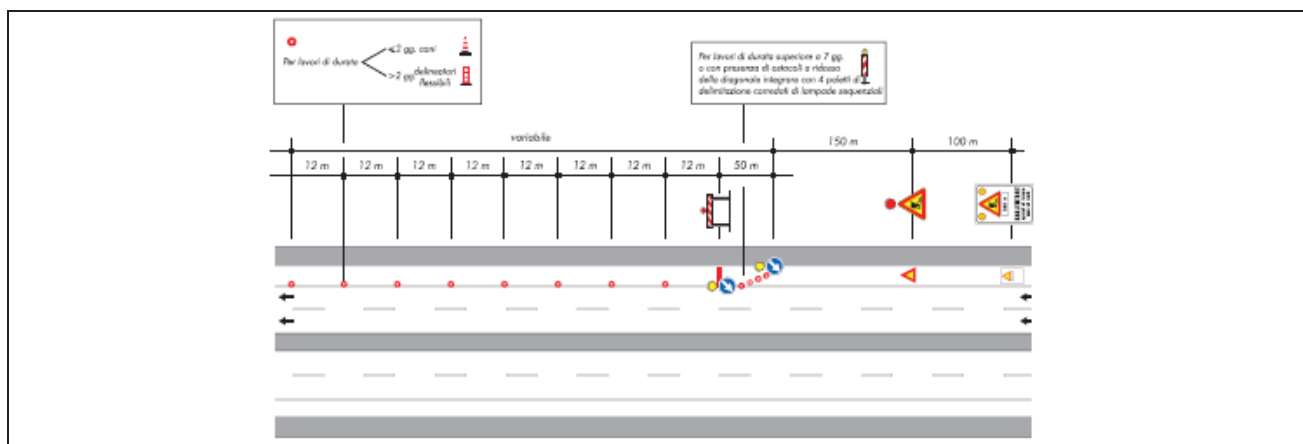 Per lavori di durata
⩽2 gg. coni
>2 gg.
delineatori
flessibili
Per lavori di durata superiore a 7 gg.
o con presenza di ostacoli a ridosso
della diagonale integrare con 4 paletti di
delimitazione corredati di lampade sequenziali
variabile
150 m
100 m
12 m
12 m
12 m
12 m
12 m
12 m
12 m
12 m
50 m